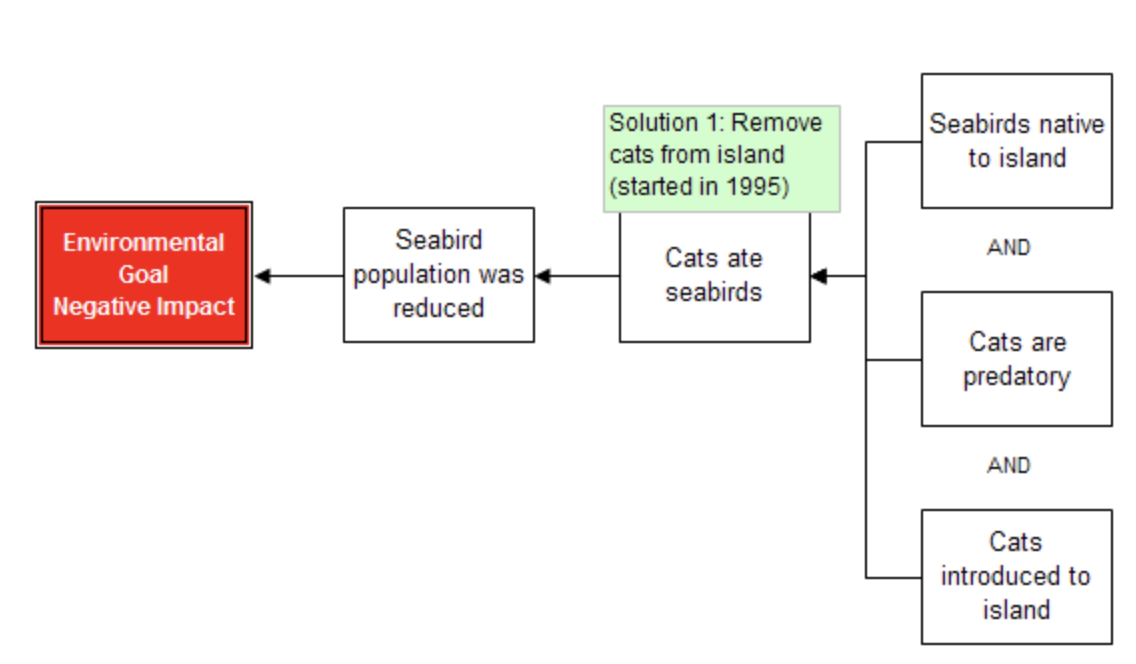 Environmental
Goal
Negative Impact
Seabird
population was
reduced
Solution 1: Remove
cats from island
(started in 1995)
Cats ate
seabirds
Seabirds native
to island
AND
Cats are
predatory
AND
Cats
introduced to
island